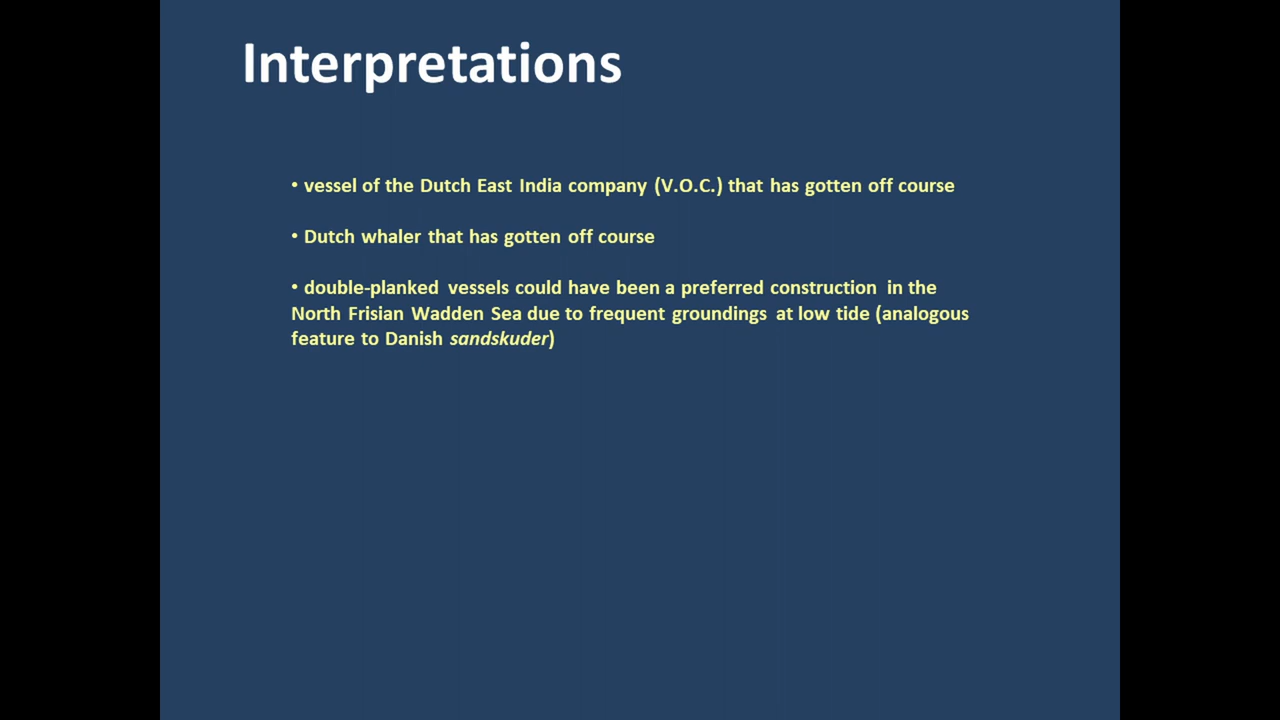 Interpretations
• vessel of the Dutch East India company (V.O.C.) that has gotten off course
• Dutch whaler that has gotten off course
• double-planked vessels could have been a preferred construction in the
North Frisian Wadden Sea due to frequent groundings at low tide (analogous
feature to Danish sandskuder)